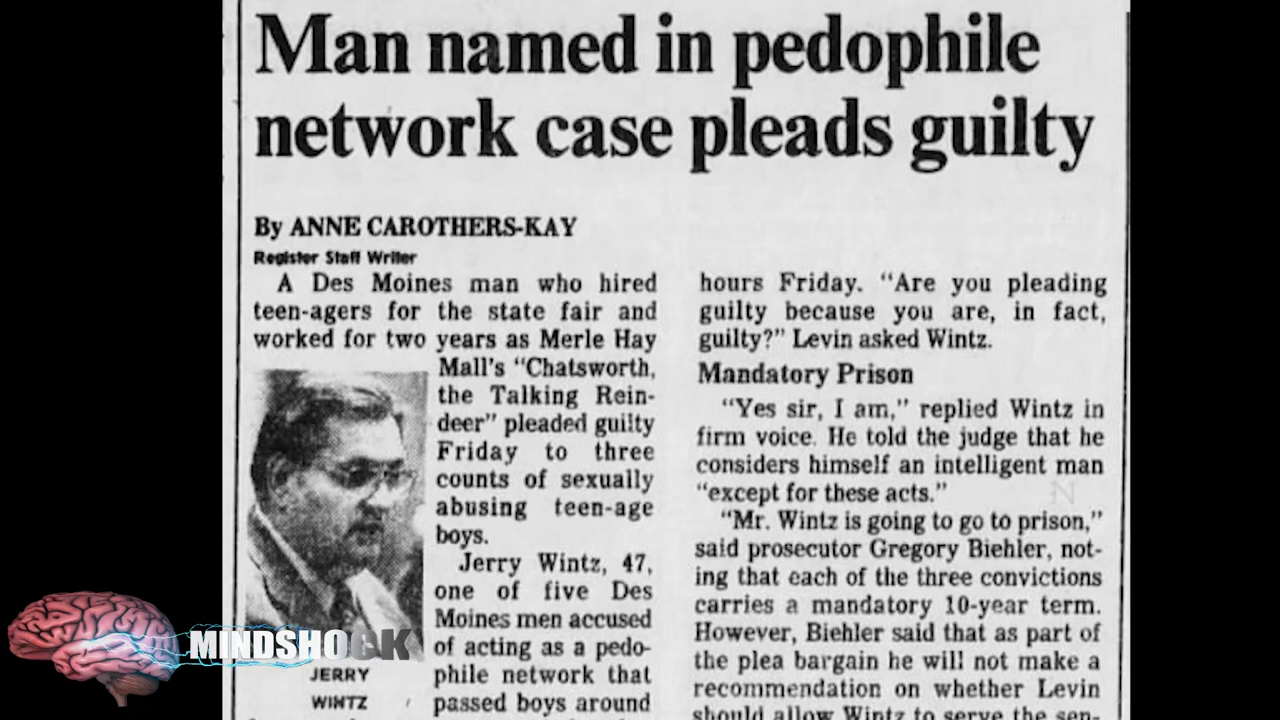 Man named in pedophile
network case pleads guilty
By ANNE CAROTHERS-KAY
Register Staff Writer
A Des Moines man who hired
teen-agers for the state fair and
worked for two years as Merle Hay
Mall's "Chatsworth,
the Talking Rein-
deer" pleaded guilty
Friday to three
counts of sexually
abusing teen-age
boys.
Jerry Wintz, 47,
one of five Des
Moines men accused
of acting as a pedo-
phile network that
passed boys around
JERRY
WINTZ
hours Friday. "Are you pleading
guilty because you are, in fact,
guilty?" Levin asked Wintz.
Mandatory Prison
"Yes sir, I am," replied Wintz in
firm voice. He told the judge that he
considers himself an intelligent man
"except for these acts."
"Mr. Wintz is going to go to prison,"
said prosecutor Gregory Biehler, not-
ing that each of the three convictions
carries a mandatory 10-year term.
However, Biehler said that as part of
the plea bargain he will not make a
recommendation on whether Levin
should allow Wintz to serve the sen-
MINDSHOCK